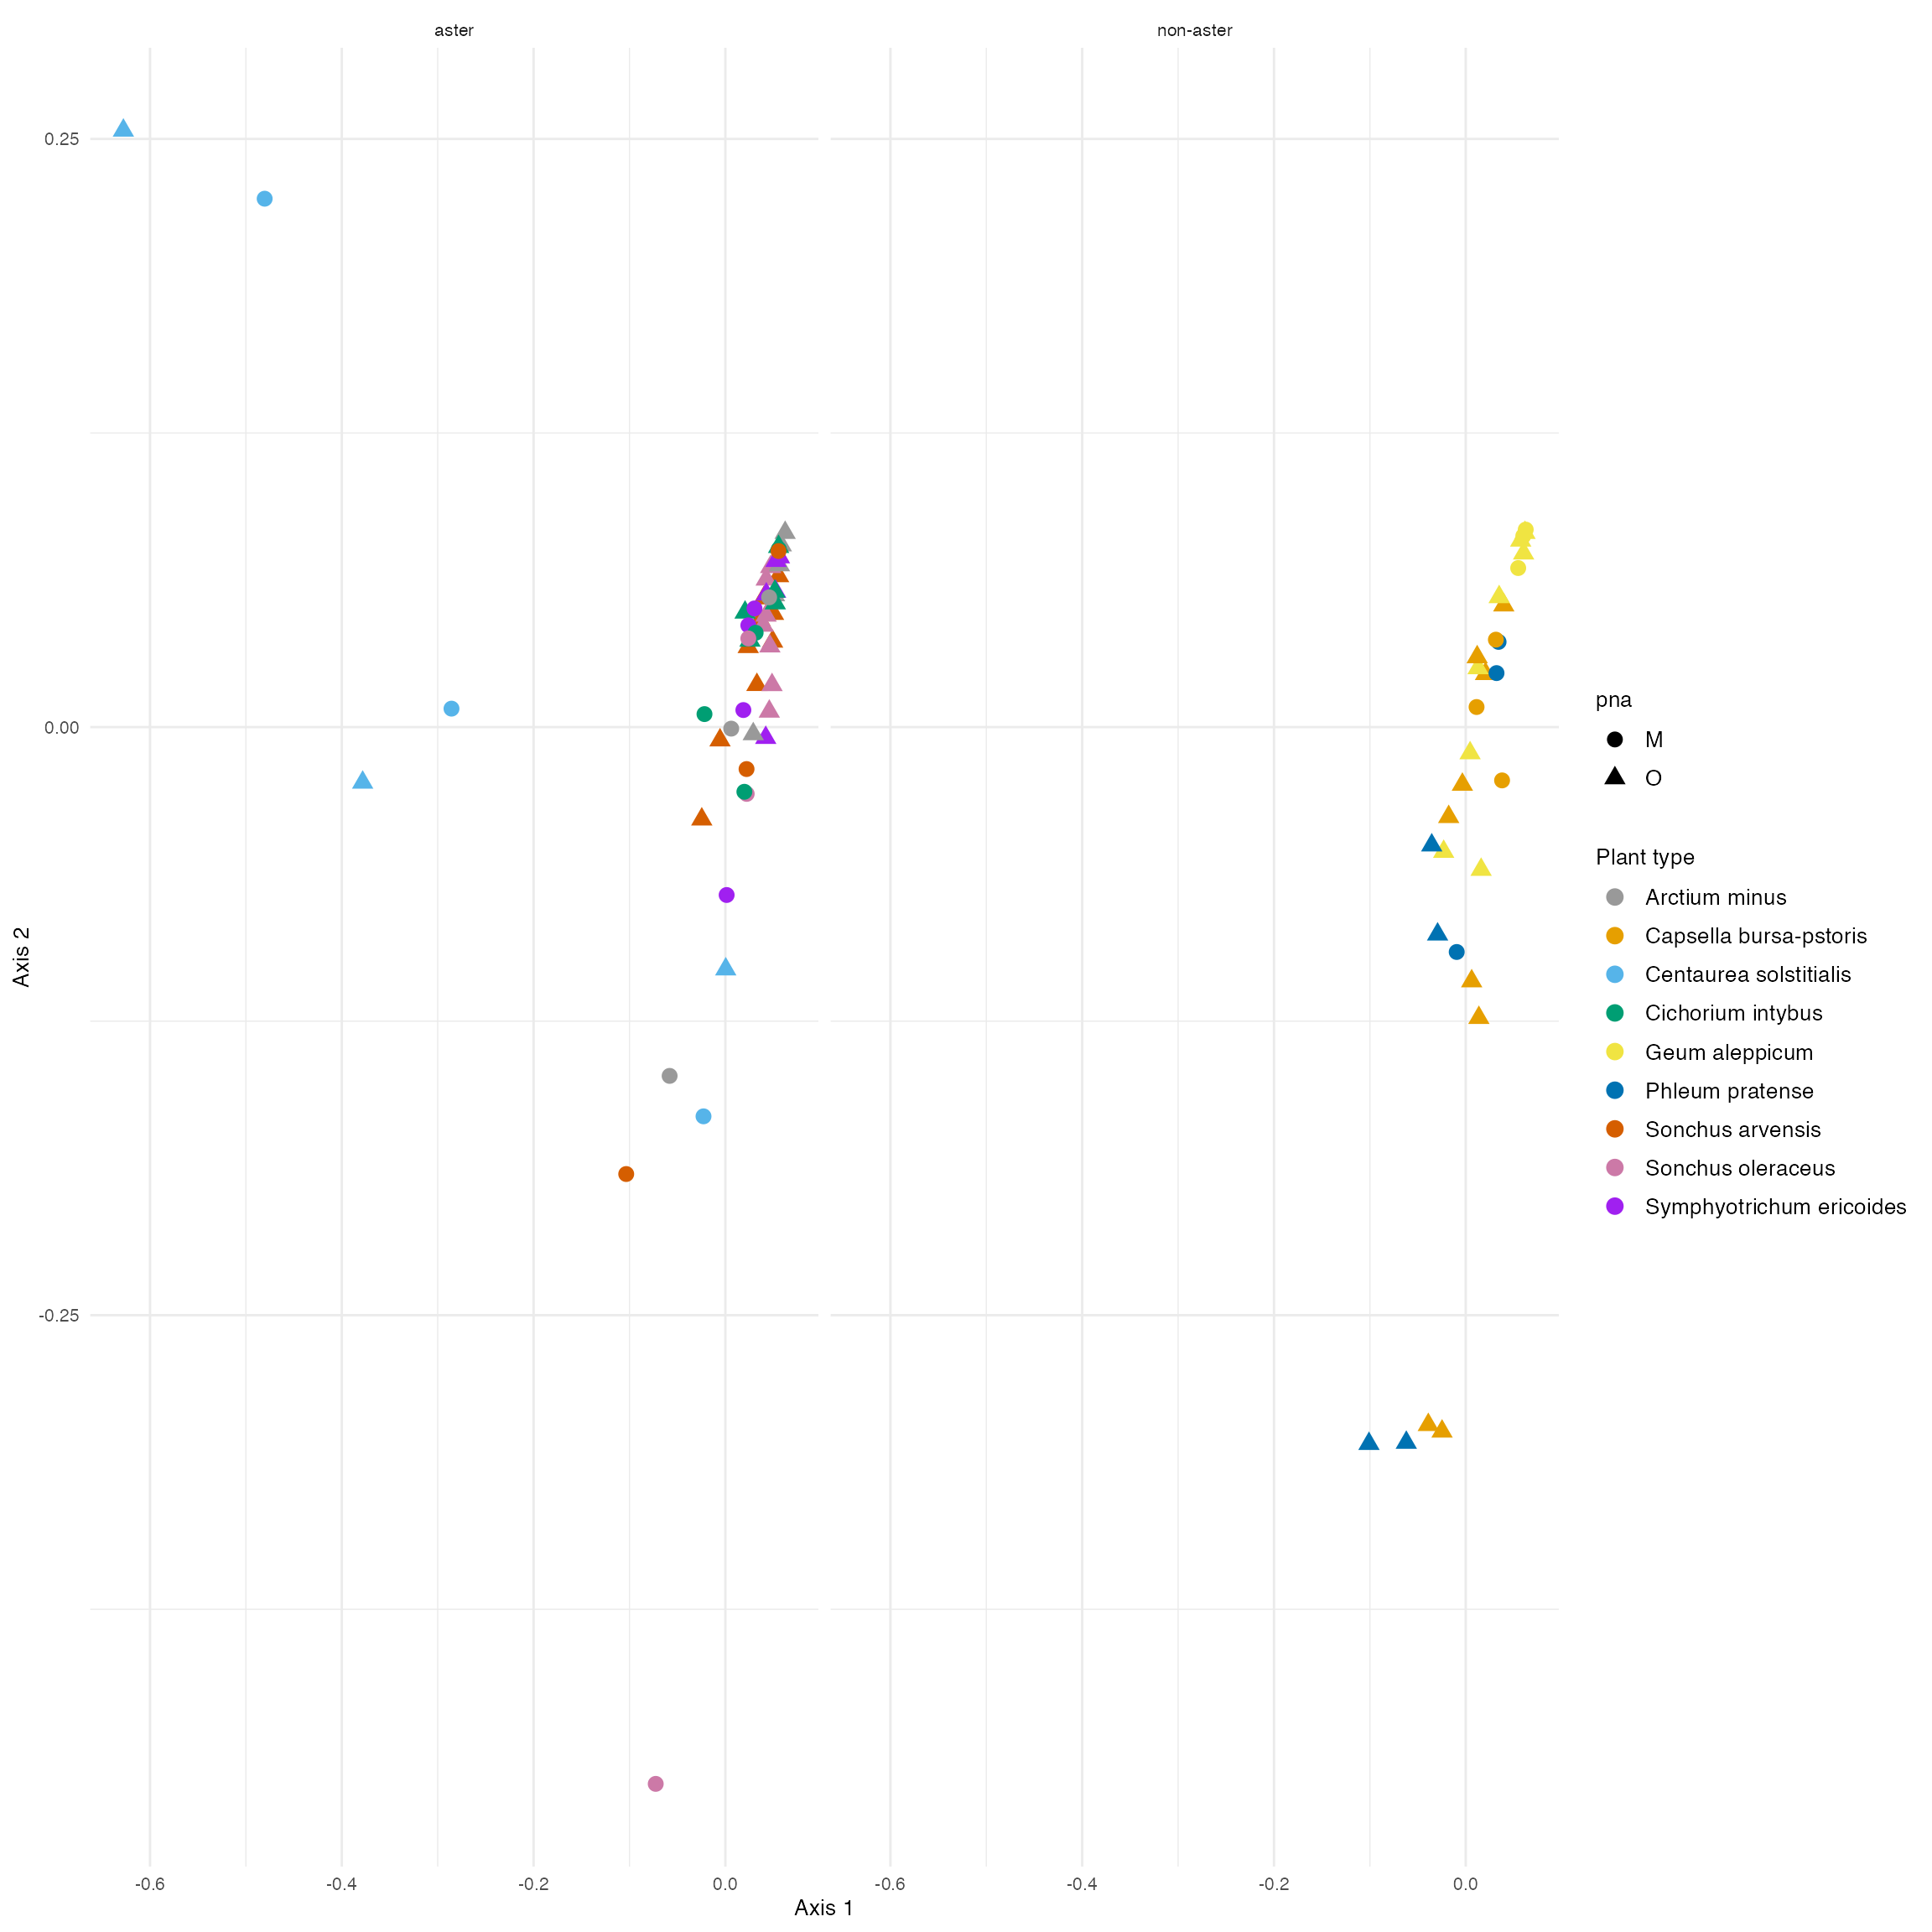 aster
non-aster
0.25
0.00
-0.25
Axis 2
-0.6
-0.4
-0.2
0.0
-0.6
-0.4
-0.2
0.0
Axis 1
pna
M
O
Plant type
Arctium minus
Capsella bursa-pstoris
Centaurea solstitialis
Cichorium intybus
Geum aleppicum
Phleum pratense
Sonchus arvensis
Sonchus oleraceus
Symphyotrichum ericoides